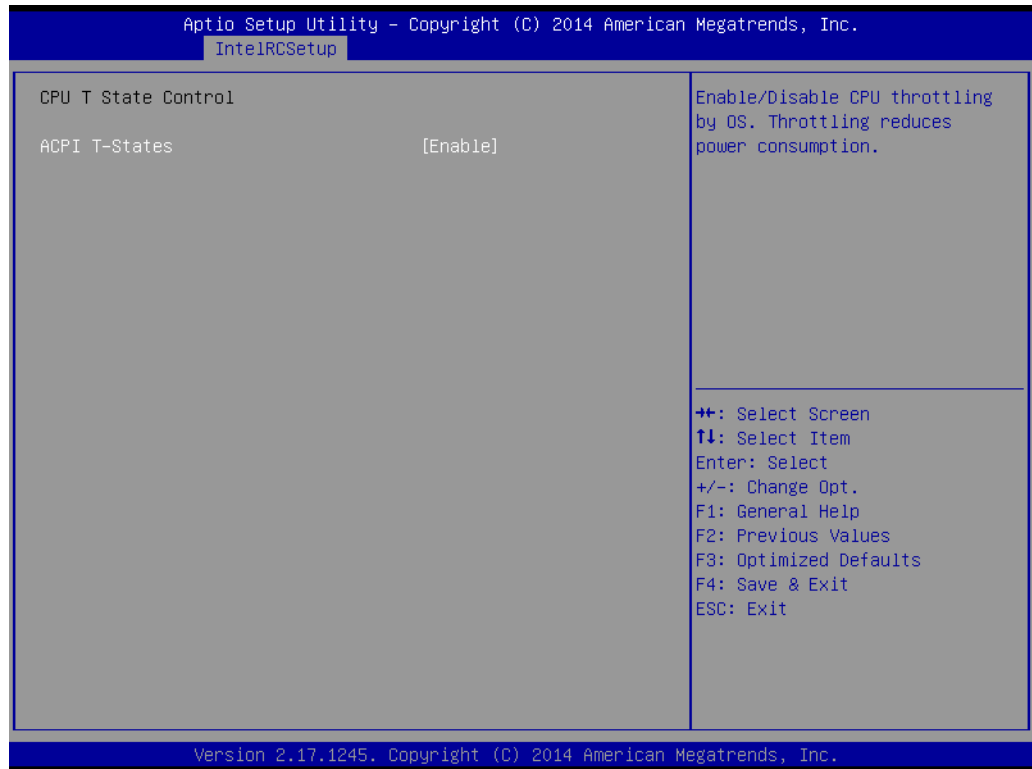 Aptio Setup Utility – Copyright (C) 2014 American Megatrends, Inc.
IntelRCSetup
CPU T State Control
ACPI T-States [Enable]
Enable/Disable CPU throttling
by OS. Throttling reduces
power consumption.
→←: Select Screen
↑↓: Select Item
Enter: Select
+/-: Change Opt.
F1: General Help
F2: Previous Values
F3: Optimized Defaults
F4: Save & Exit
ESC: Exit
Version 2.17.1245. Copyright (C) 2014 American Megatrends, Inc.